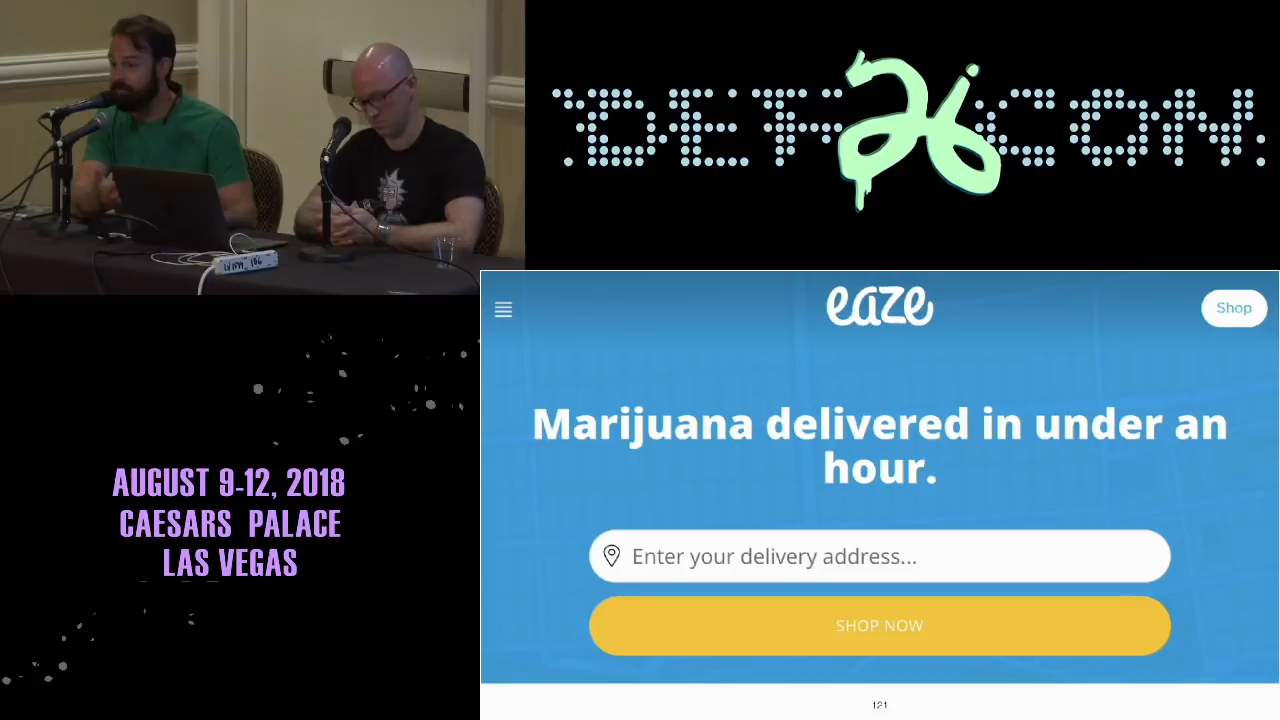 DEF 26 CON
eaze
Shop
Marijuana delivered in under an
hour.
Enter your delivery address...
SHOP NOW
121
AUGUST 9-12, 2018
CAESARS PALACE
LAS VEGAS